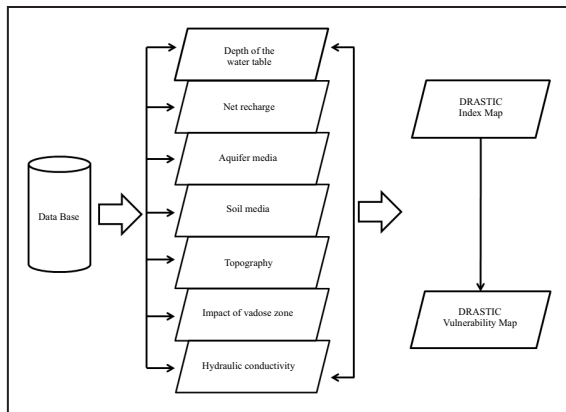 Data Base
Depth of the
water table
Net recharge
Aquifer media
Soil media
Topography
Impact of vadose zone
Hydraulic conductivity
DRASTIC
Index Map
DRASTIC
Vulnerability Map